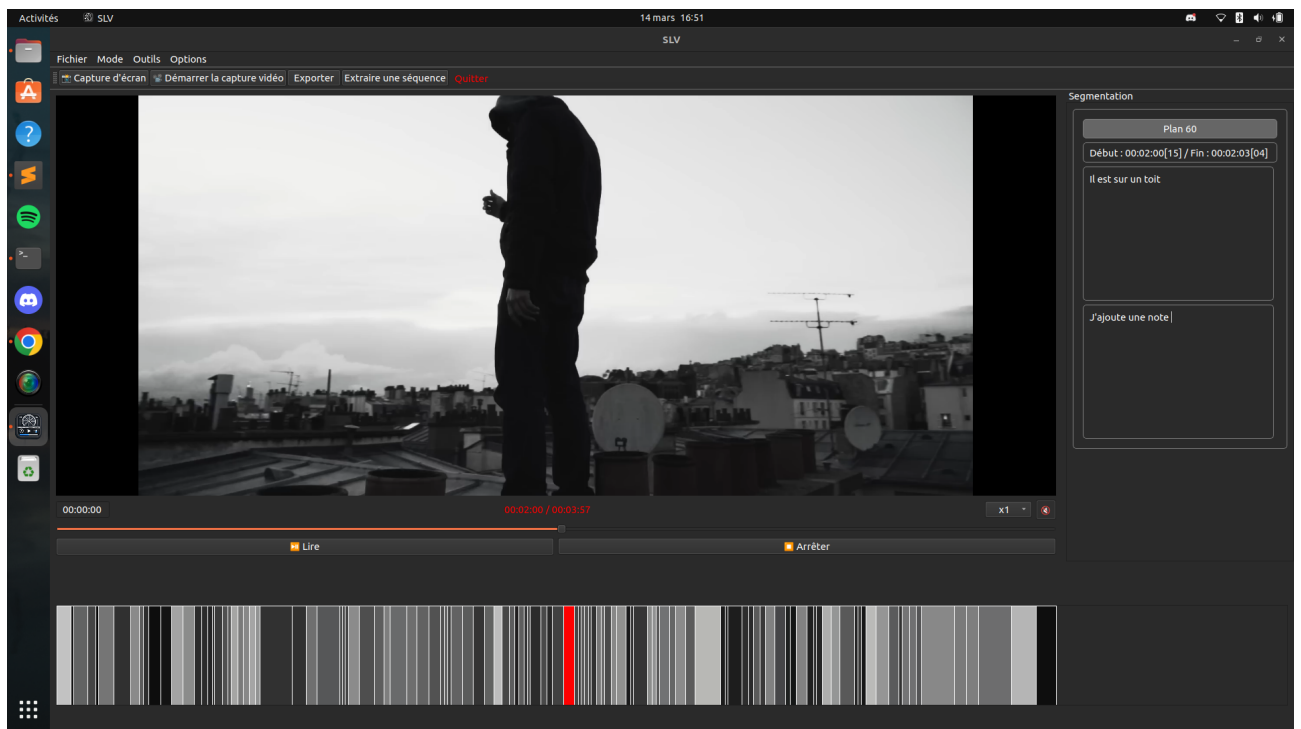 Activités SLV 14 mars 16:51
SLV
Fichier Mode Outils Options
Capture d'écran Démarrer la capture vidéo Exporter Extraire une séquence Quitter
Segmentation
Plan 60
Début : 00:02:00[15] / Fin : 00:02:03[04]
Il est sur un toit
J'ajoute une note
00:00:00 00:02:00 / 00:03:57 x1
Lire Arrêter